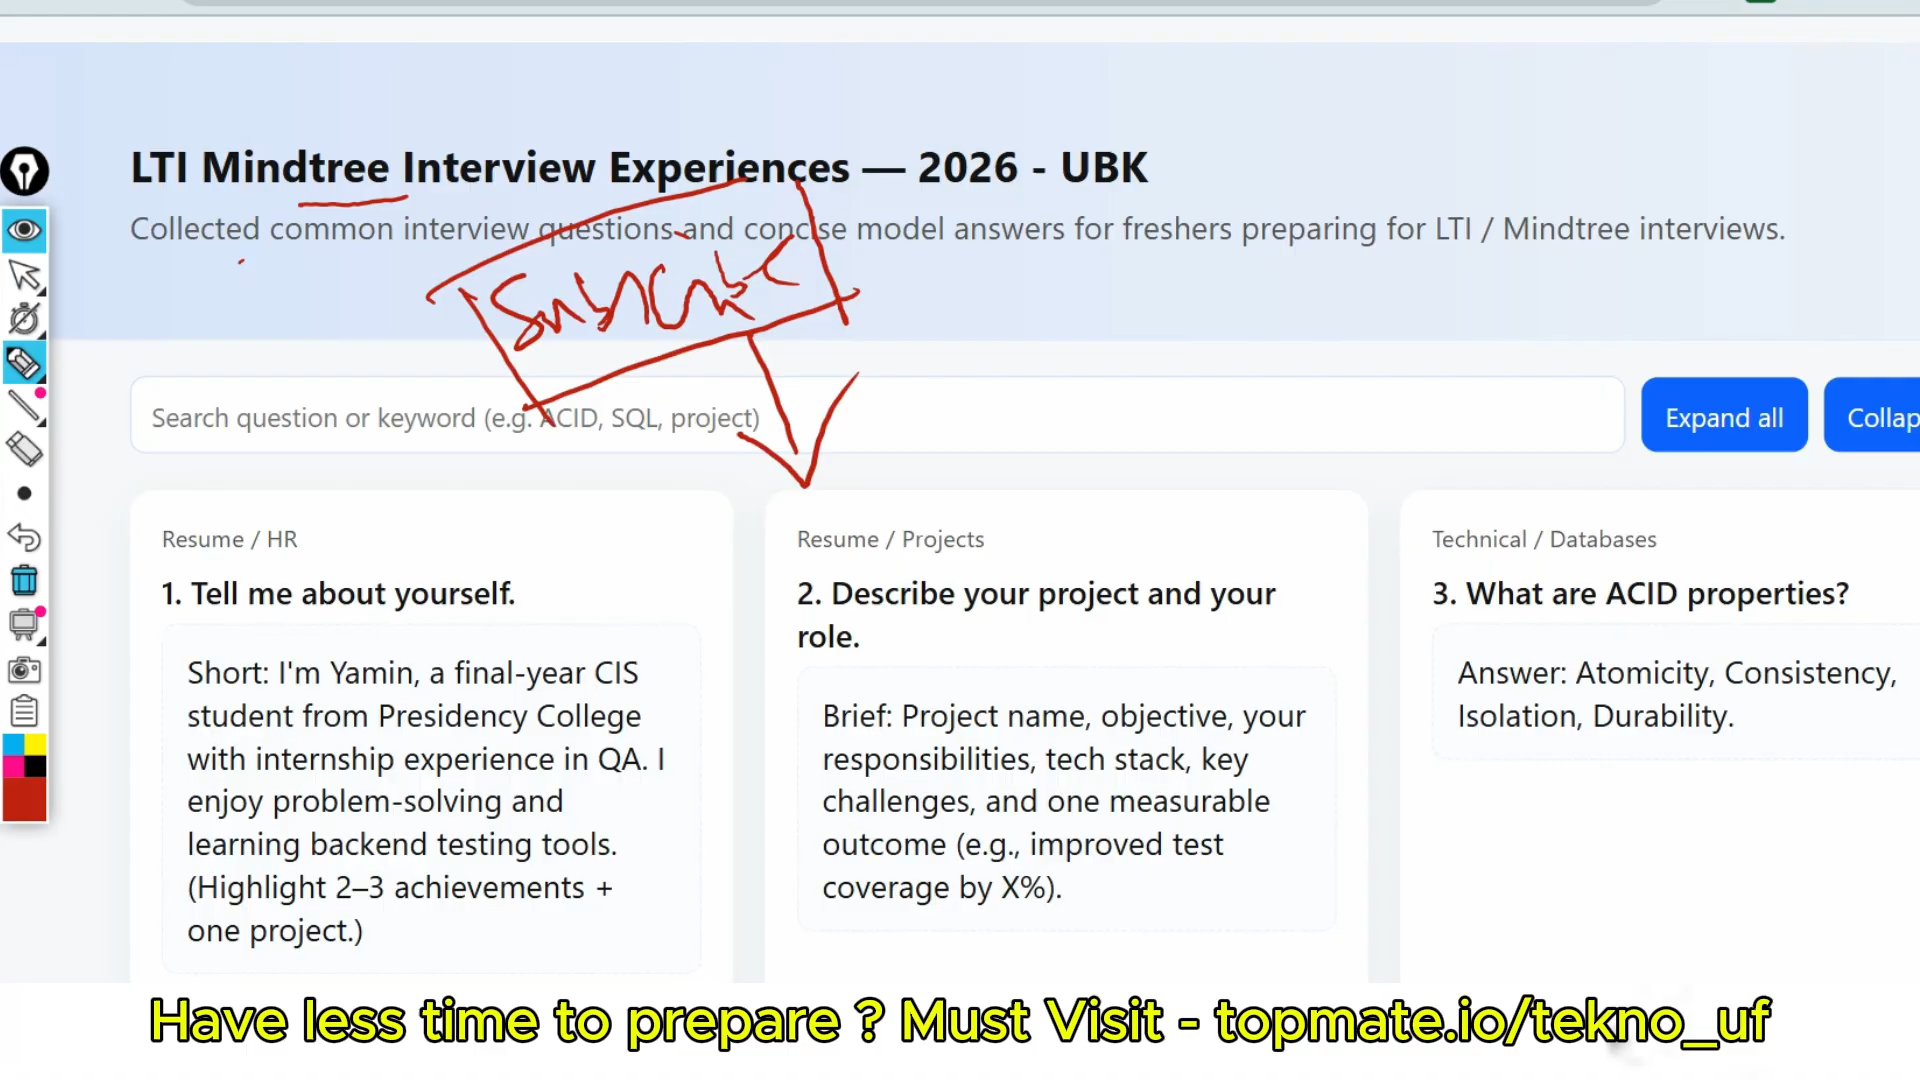 LTI Mindtree Interview Experiences — 2026 - UBK
Collected common interview questions and concise model answers for freshers preparing for LTI / Mindtree interviews.
Subscribe
Search question or keyword (e.g. ACID, SQL, project)
Expand all
Collap
Resume / HR
1. Tell me about yourself.
Short: I'm Yamin, a final-year CIS
student from Presidency College
with internship experience in QA. I
enjoy problem-solving and
learning backend testing tools.
(Highlight 2–3 achievements +
one project.)
Resume / Projects
2. Describe your project and your
role.
Brief: Project name, objective, your
responsibilities, tech stack, key
challenges, and one measurable
outcome (e.g., improved test
coverage by X%).
Technical / Databases
3. What are ACID properties?
Answer: Atomicity, Consistency,
Isolation, Durability.
Have less time to prepare ? Must Visit - topmate.io/tekno_uf